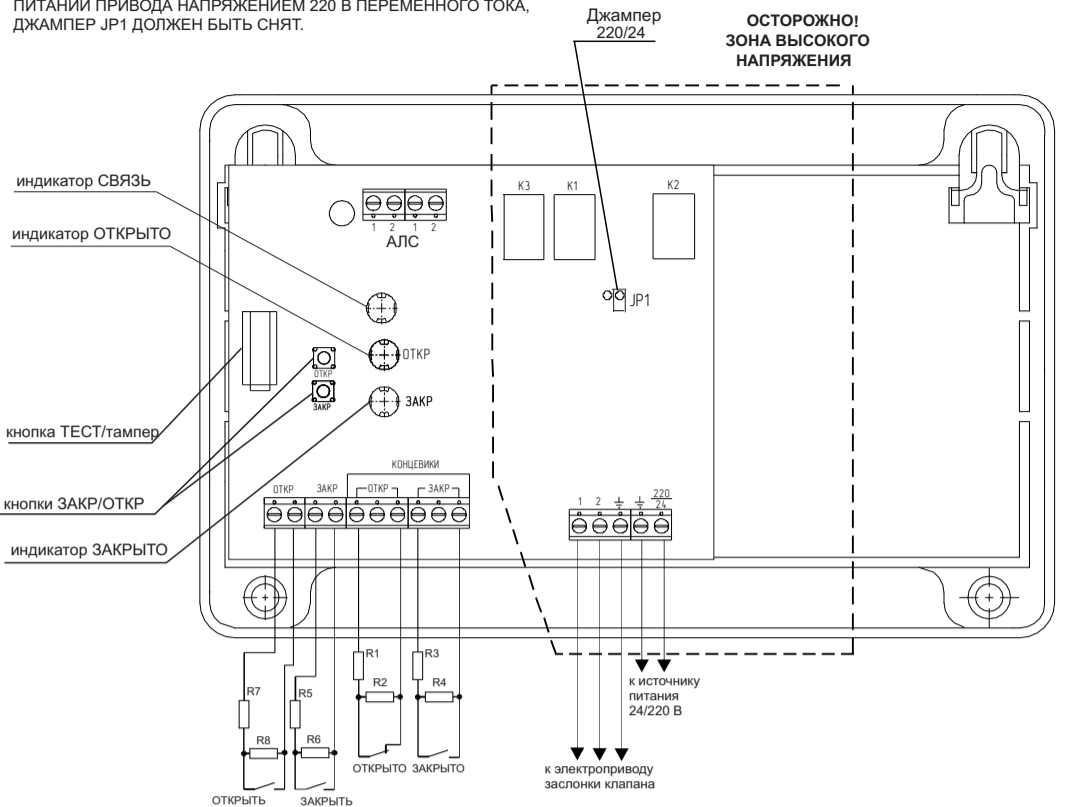 ПИТАНИИ ПРИВОДА НАПРЯЖЕНИЕМ 220 В ПЕРЕМЕННОГО ТОКА,
ДЖАМПЕР JP1 ДОЛЖЕН БЫТЬ СНЯТ.
Джампер
220/24
ОСТОРОЖНО!
ЗОНА ВЫСОКОГО
НАПРЯЖЕНИЯ
индикатор СВЯЗЬ
индикатор ОТКРЫТО
кнопка ТЕСТ/тампер
кнопки ЗАКР/ОТКР
индикатор ЗАКРЫТО
1 2 1 2
АЛС
К3 К1 К2
JP1
ОТКР
ОТКР
ЗАКР
ЗАКР
КОНЦЕВИКИ
ОТКР ЗАКР ОТКР ЗАКР
1 2 220
24
R1 R3
R2 R4
R7 R5
R8 R6
к источнику
питания
24/220 В
ОТКРЫТО ЗАКРЫТО
к электроприводу
заслонки клапана
ОТКРЫТЬ ЗАКРЫТЬ